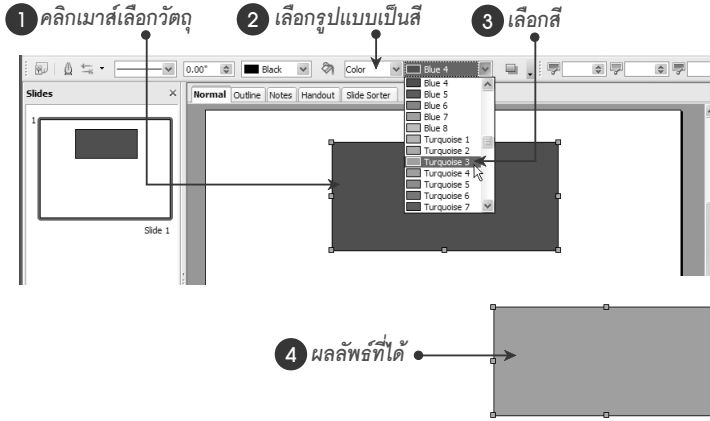 1 คลิกเมาส์เลือกวัตถุ
2 เลือกรูปแบบเป็นสี
3 เลือกสี
0.00" Black Color Blue 4
Slides
Normal Outline Notes Handout Slide Sorter
Blue 4
Blue 5
Blue 6
Blue 7
Blue 8
Turquoise 1
Turquoise 2
Turquoise 3
Turquoise 4
Turquoise 5
Turquoise 6
Turquoise 7
1
Slide 1
4 ผลลัพธ์ที่ได้